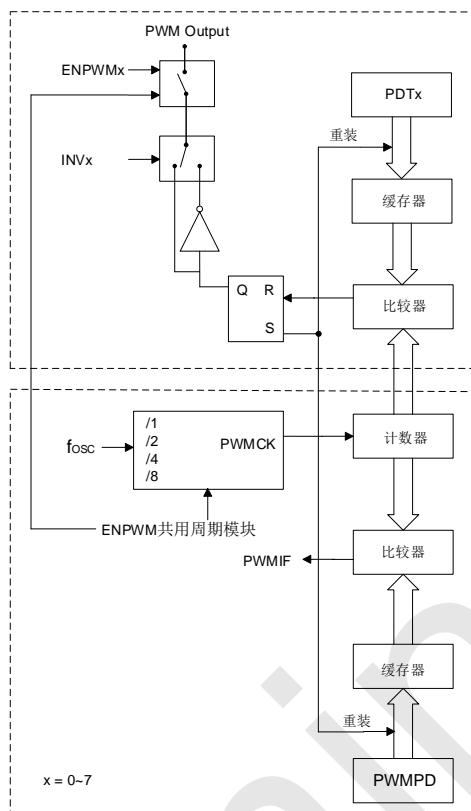 PWM Output
ENPWMx
PDTx
重装
INVx
缓存器
Q
R
S
比较器
/1
/2
/4
/8
fOSC
PWMCK
计数器
ENPWM共用周期模块
PWMIF
比较器
缓存器
重装
PWMPD
x = 0~7